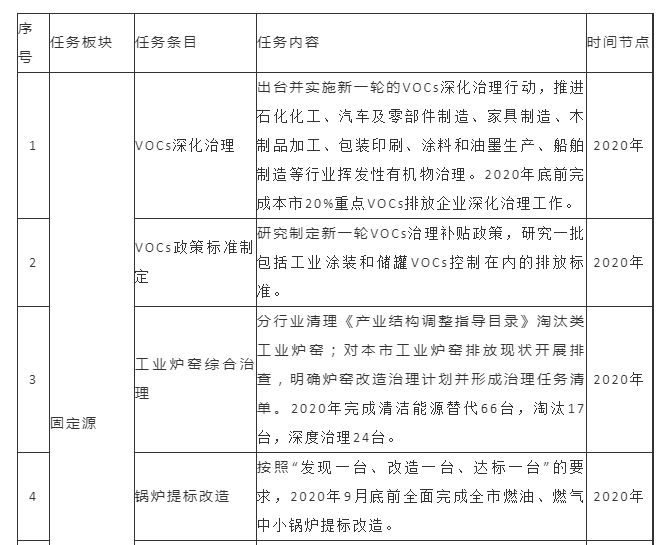 序号
任务板块
任务条目
任务内容
时间节点
1
VOCs深化治理
出台并实施新一轮的VOCs深化治理行动，推进
石化化工、汽车及零部件制造、家具制造、木
制品加工、包装印刷、涂料和油墨生产、船舶
制造等行业挥发性有机物治理。2020年底前完
成本市20%重点VOCs排放企业深化治理工作。
2020年
2
VOCs政策标准制
定
研究制定新一轮VOCs治理补贴政策，研究一批
包括工业涂装和储罐VOCs控制在内的排放标
准。
2020年
3
固定源
工业炉窑综合治
理
分行业清理《产业结构调整指导目录》淘汰类
工业炉窑；对本市工业炉窑排放现状开展排
查，明确炉窑改造治理计划并形成治理任务清
单。2020年完成清洁能源替代66台，淘汰17
台，深度治理24台。
2020年
4
锅炉提标改造
按照“发现一台、改造一台、达标一台”的要
求，2020年9月底前全面完成全市燃油、燃气
中小锅炉提标改造。
2020年